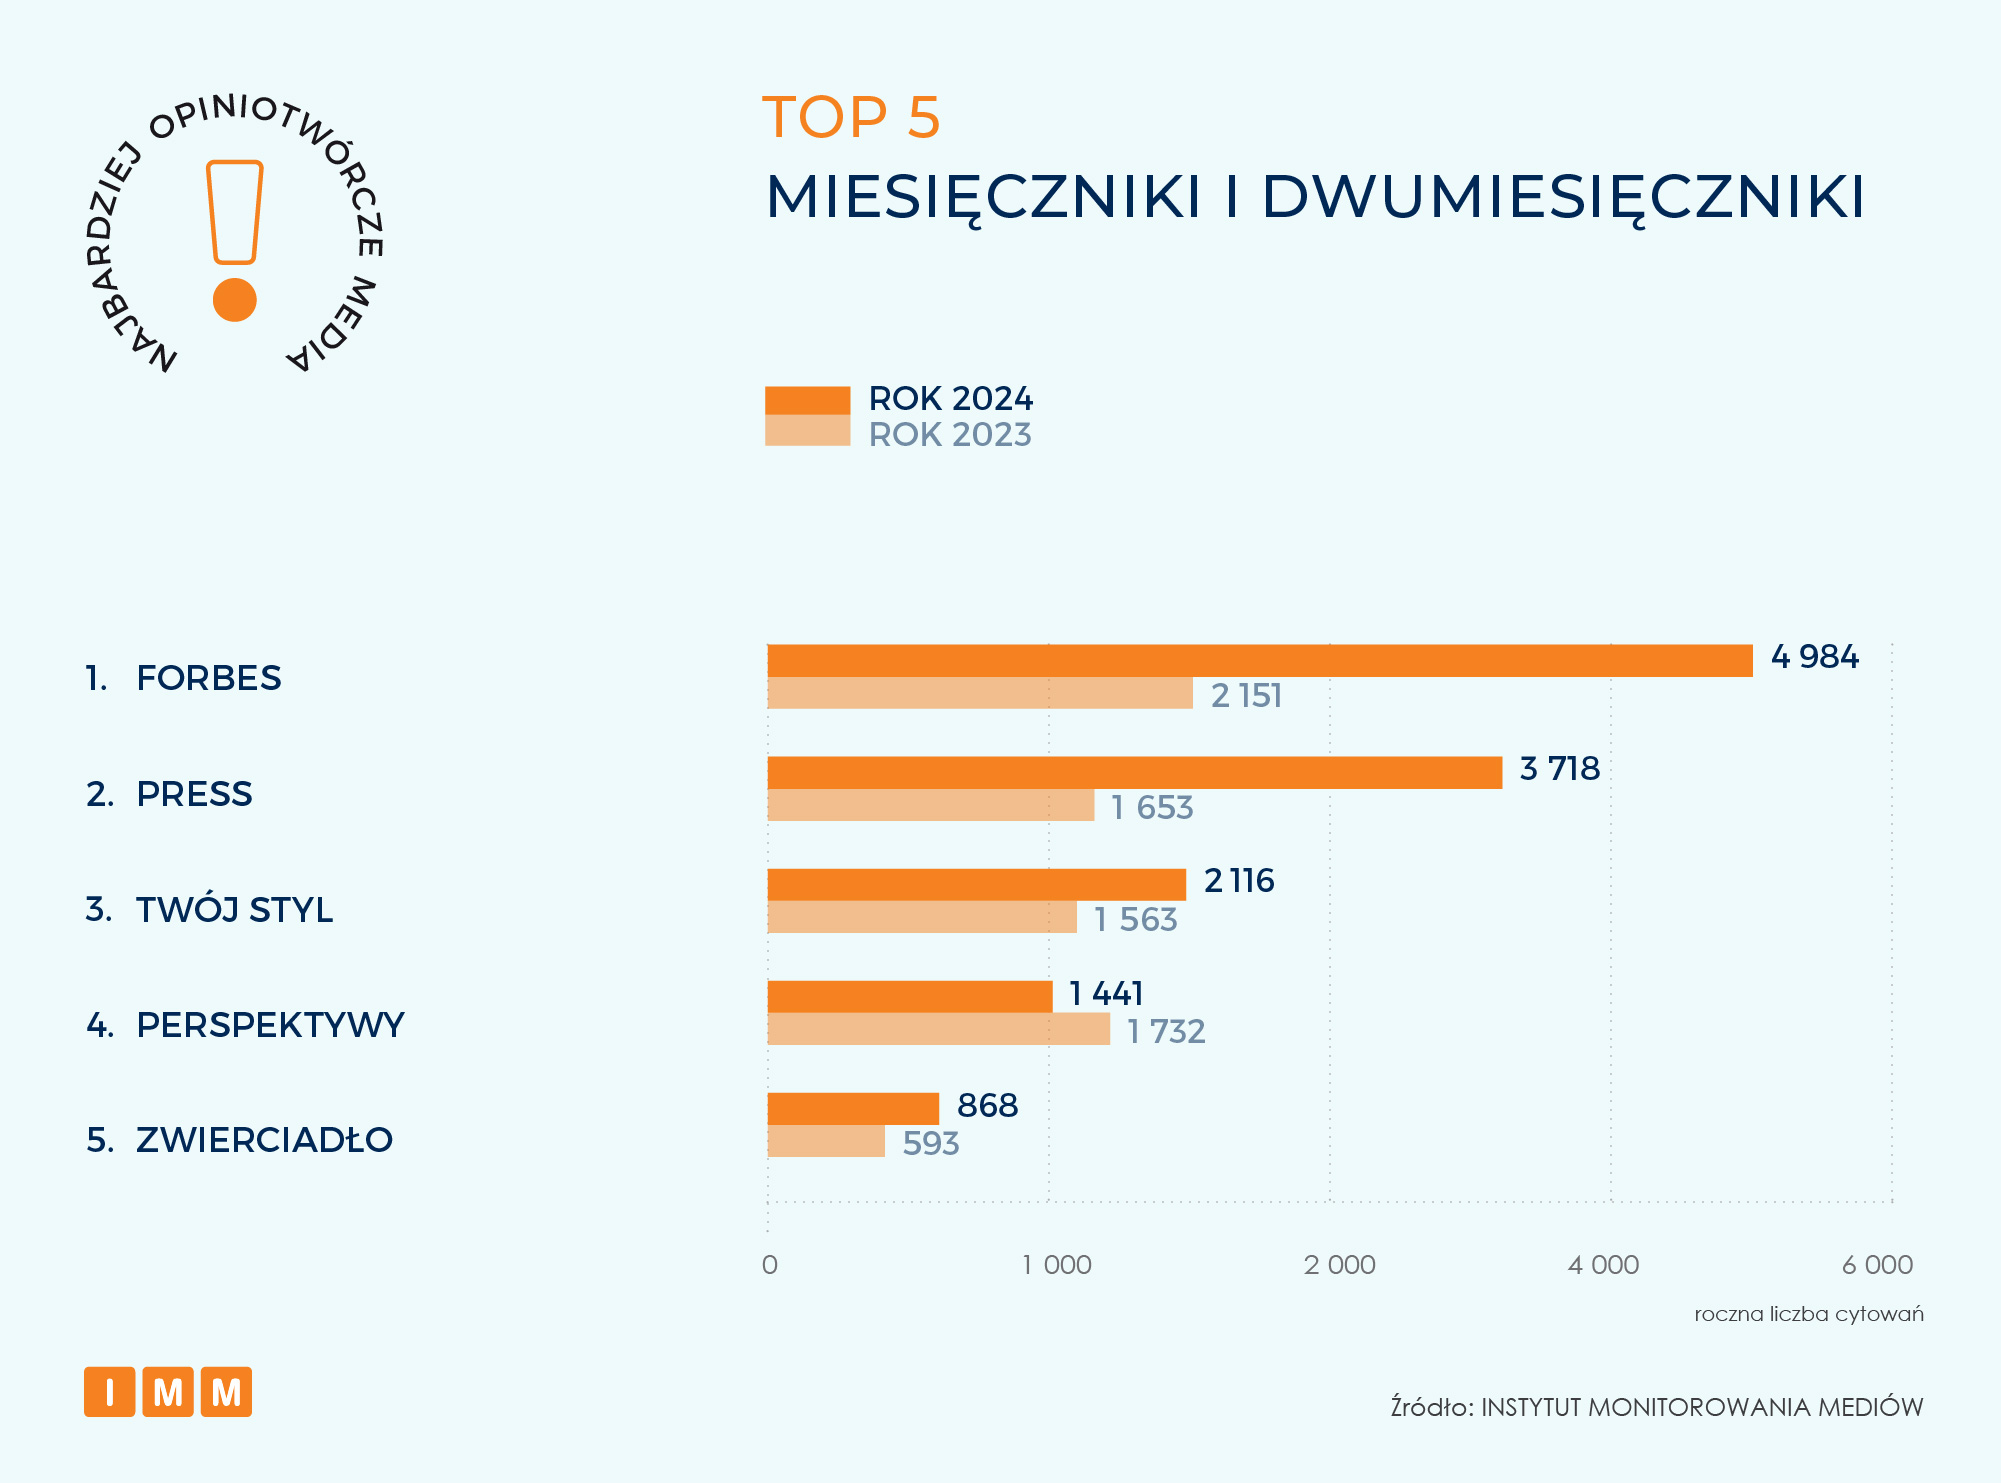 NAJBARDZIEJ OPINIOTWÓRCZE MEDIA
TOP 5
MIESIĘCZNIKI I DWUMIESIĘCZNIKI
ROK 2024
ROK 2023
1. FORBES
4 984
2 151
2. PRESS
3 718
1 653
3. TWÓJ STYL
2 116
1 563
4. PERSPEKTYWY
1 441
1 732
5. ZWIERCIADŁO
868
593
0 1 000 2 000 4 000 6 000
roczna liczba cytowań
IMM
Źródło: INSTYTUT MONITOROWANIA MEDIÓW